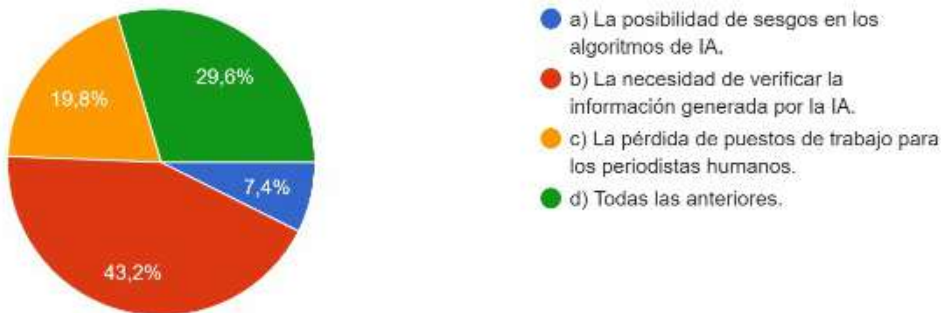 29,6%
19,8%
7,4%
43,2%
a) La posibilidad de sesgos en los
algoritmos de IA.
b) La necesidad de verificar la
información generada por la IA.
c) La pérdida de puestos de trabajo para
los periodistas humanos.
d) Todas las anteriores.